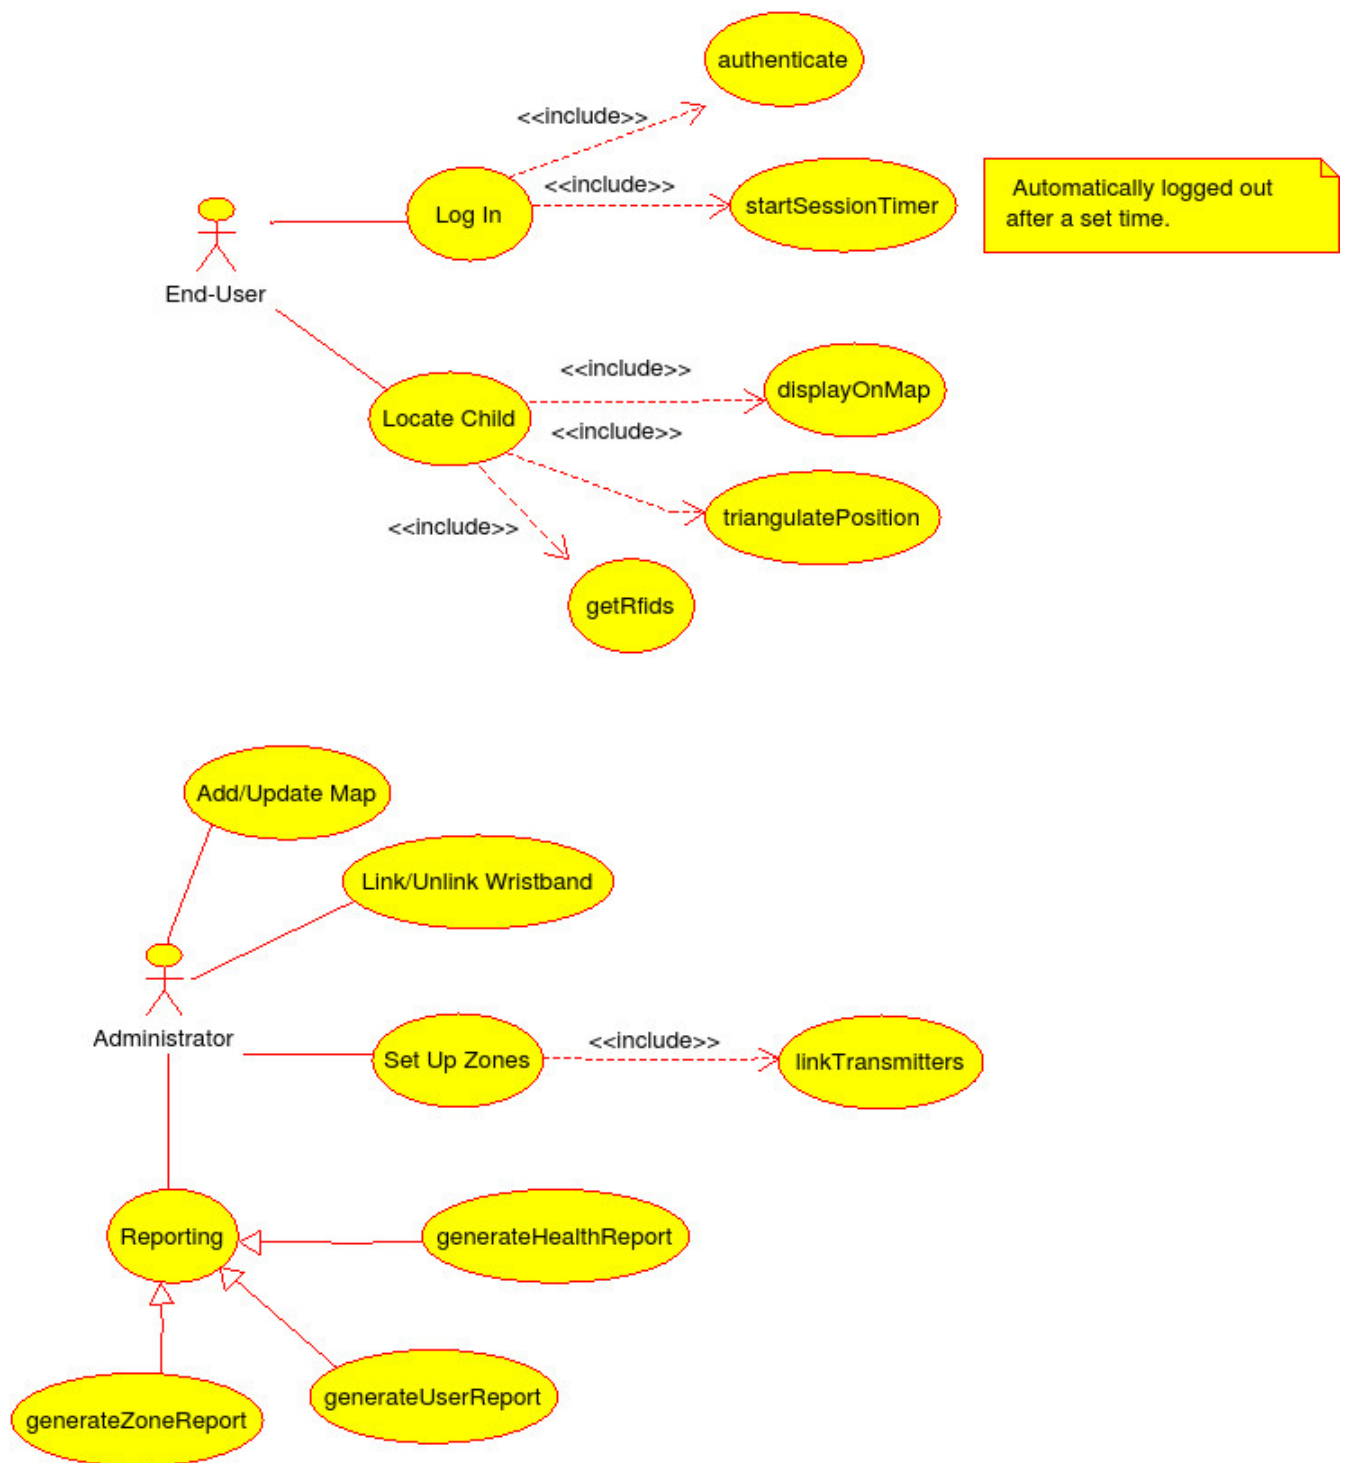 authenticate
<<include>>
<<include>>
Log In
startSessionTimer
Automatically logged out
after a set time.
End-User
<<include>>
displayOnMap
Locate Child
<<include>>
triangulatePosition
<<include>>
getRfids
Add/Update Map
Link/Unlink Wristband
Administrator
Set Up Zones
<<include>>
linkTransmitters
Reporting
generateHealthReport
generateUserReport
generateZoneReport